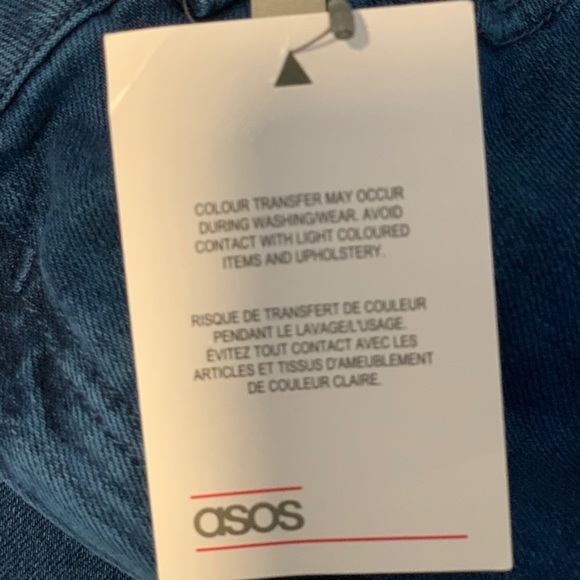 COLOUR TRANSFER MAY OCCUR
DURING WASHING/WEAR. AVOID
CONTACT WITH LIGHT COLOURED
ITEMS AND UPHOLSTERY.
RISQUE DE TRANSFERT DE COULEUR
PENDANT LE LAVAGE/L'USAGE.
ÉVITEZ TOUT CONTACT AVEC LES
ARTICLES ET TISSUS D'AMEUBLEMENT
DE COULEUR CLAIRE.
asos